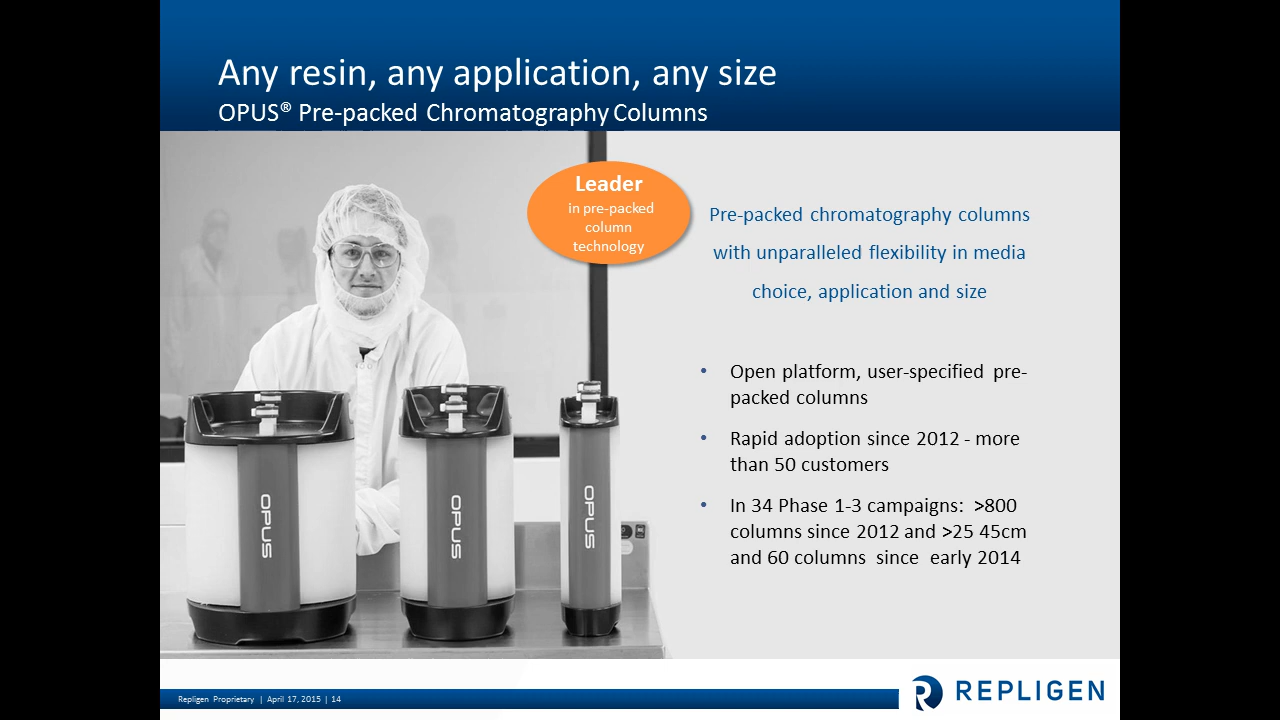 Any resin, any application, any size
OPUS® Pre-packed Chromatography Columns
Leader
in pre-packed
column
technology
Pre-packed chromatography columns
with unparalleled flexibility in media
choice, application and size
• Open platform, user-specified pre-
packed columns
• Rapid adoption since 2012 - more
than 50 customers
• In 34 Phase 1-3 campaigns: >800
columns since 2012 and >25 45cm
and 60 columns since early 2014
OPUS
OPUS
OPUS
Repligen Proprietary | April 17, 2015 | 14
REPLIGEN